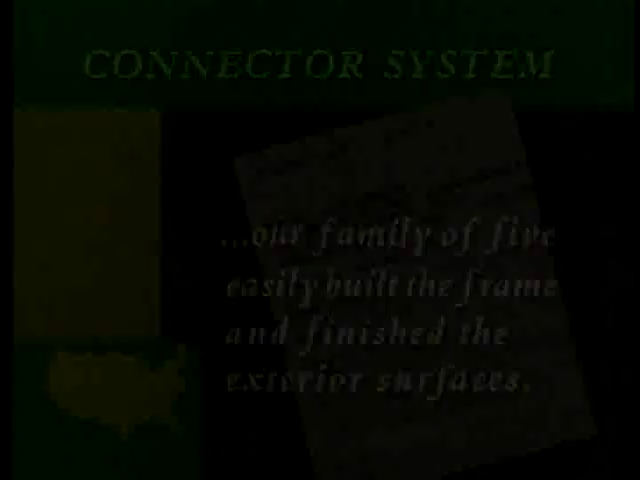 CONNECTOR SYSTEM
...our family of five
easily built the frame
and finished the
exterior surfaces.